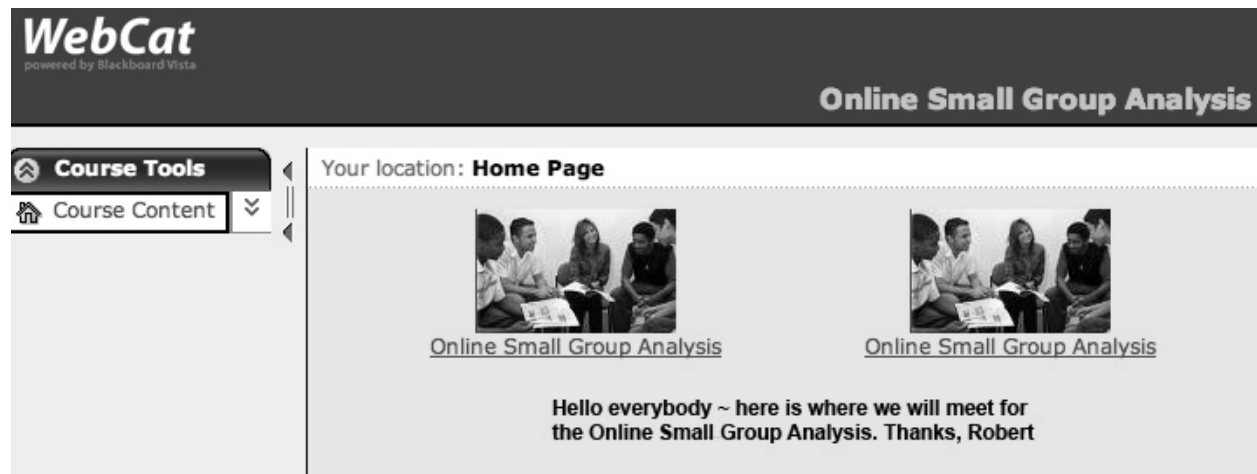 WebCat
powered by Blackboard Vista
Online Small Group Analysis
Course Tools
Course Content
Your location: Home Page
Online Small Group Analysis
Online Small Group Analysis
Hello everybody ~ here is where we will meet for
the Online Small Group Analysis. Thanks, Robert